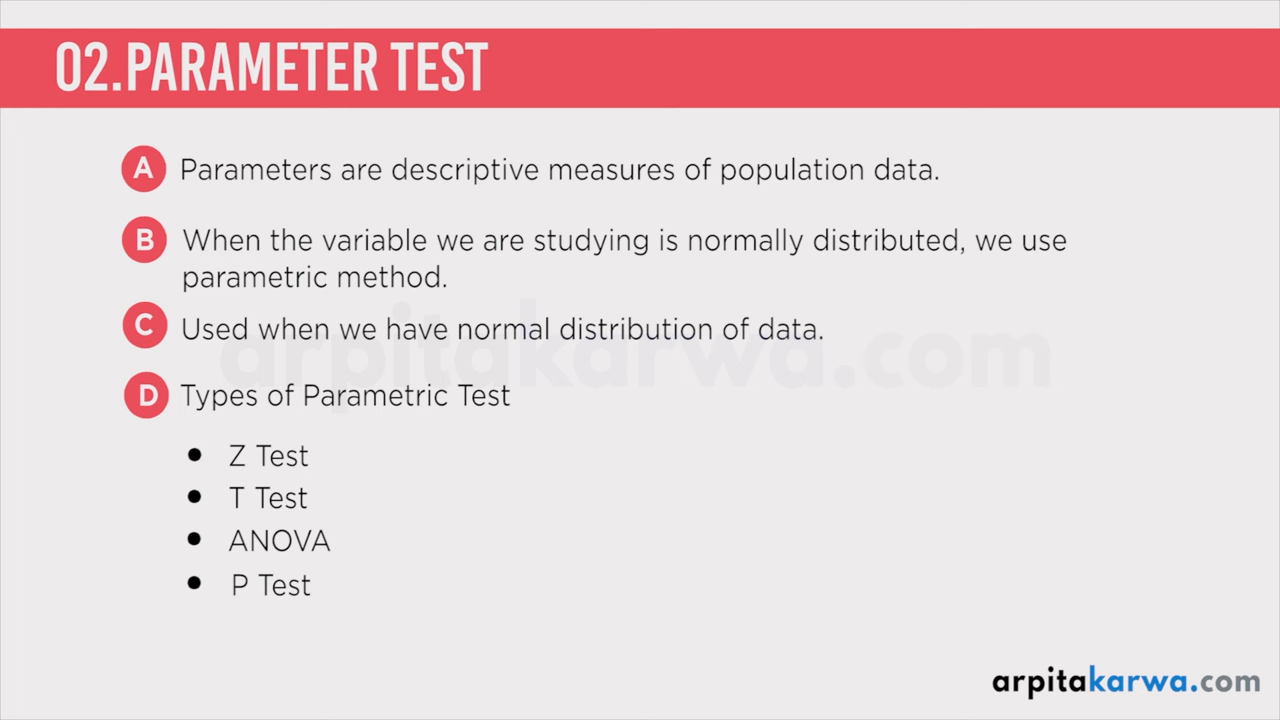 02.PARAMETER TEST
A Parameters are descriptive measures of population data.
B When the variable we are studying is normally distributed, we use
parametric method.
C Used when we have normal distribution of data.
arpitakarwa.com
D Types of Parametric Test
• Z Test
• T Test
• ANOVA
• P Test
arpitakarwa.com